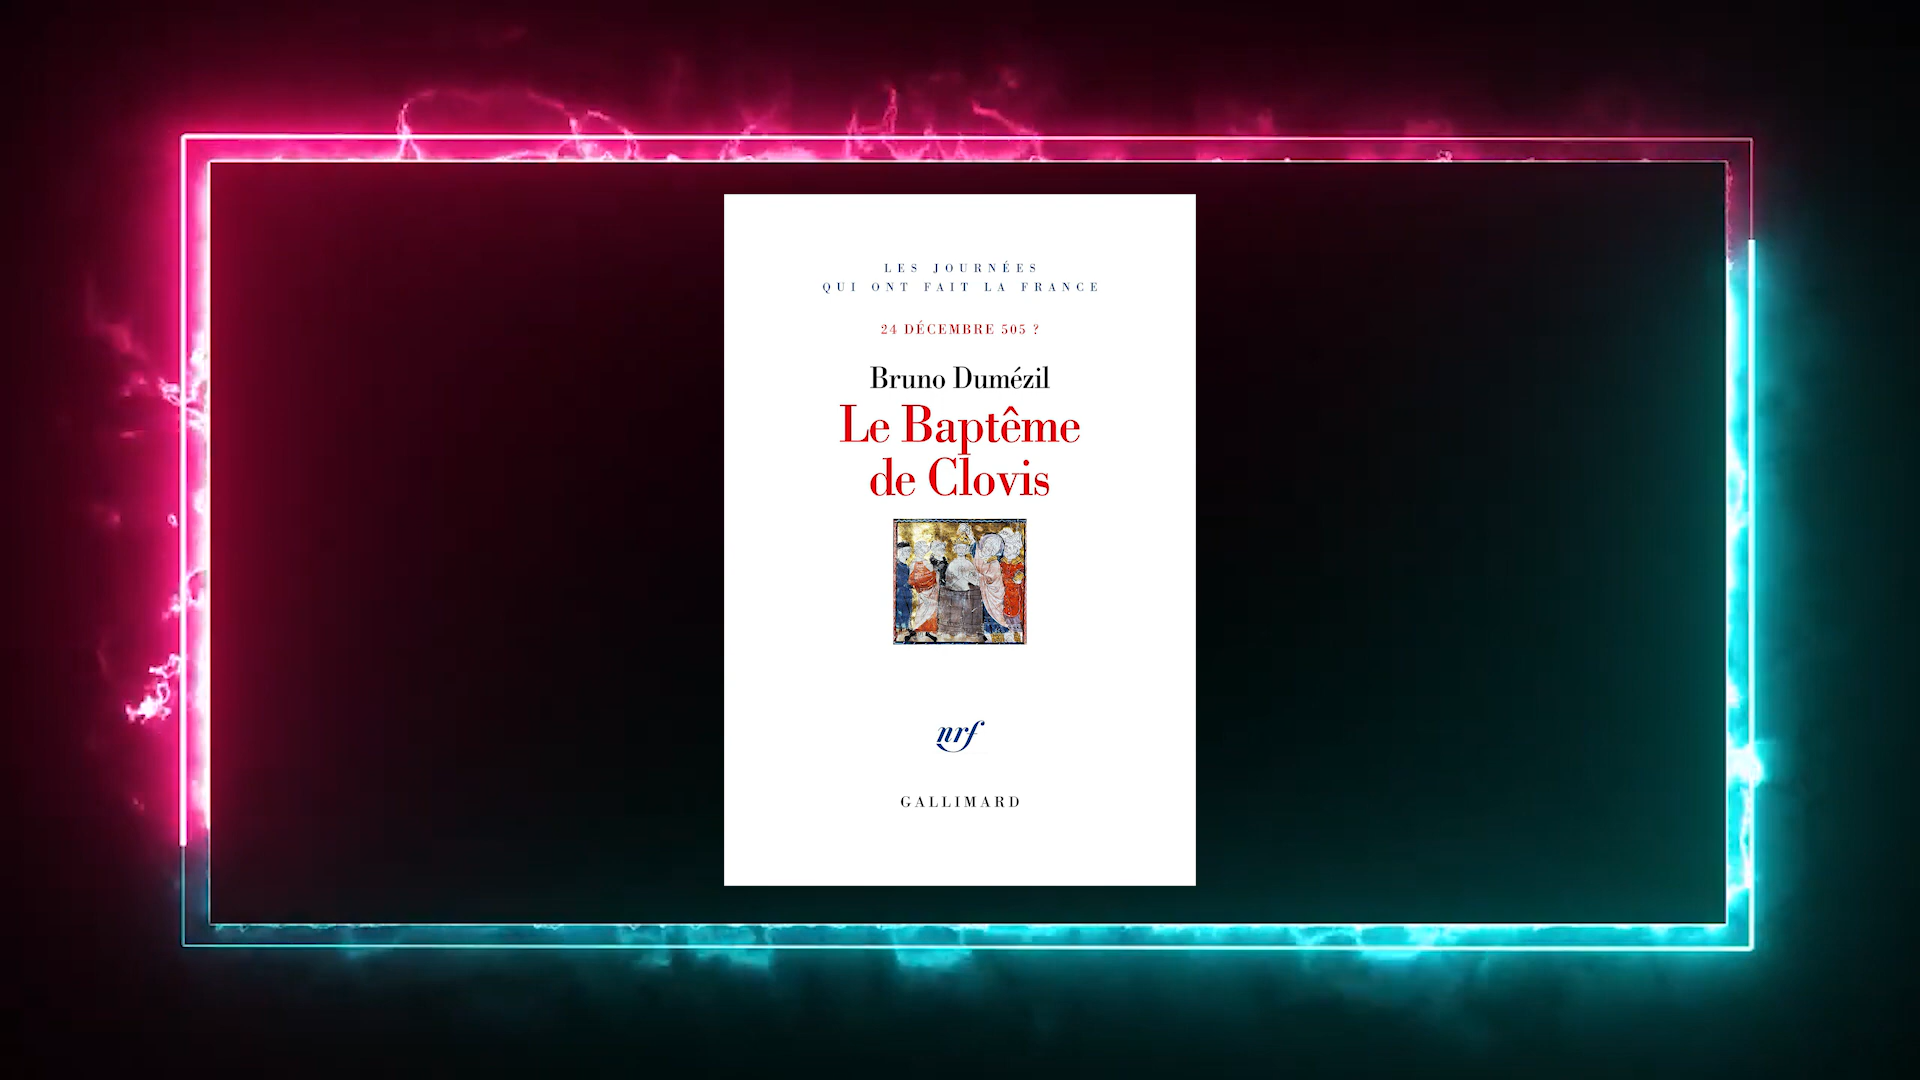 LES JOURNÉES
QUI ONT FAIT LA FRANCE
24 DÉCEMBRE 505 ?
Bruno Dumézil
Le Baptême
de Clovis
nrf
GALLIMARD